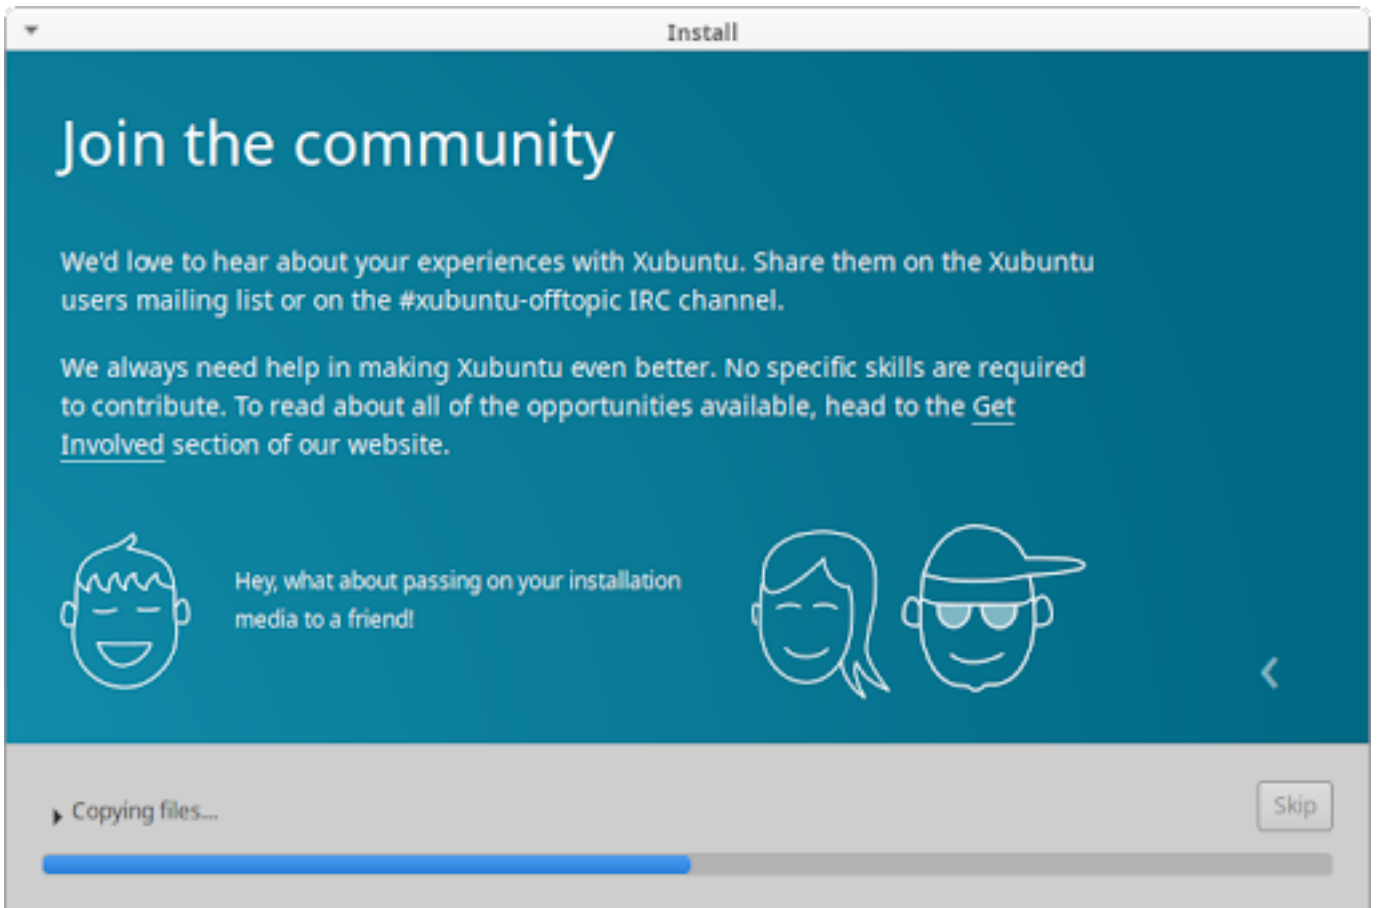 Install
Join the community
We'd love to hear about your experiences with Xubuntu. Share them on the Xubuntu
users mailing list or on the #xubuntu-offtopic IRC channel.
We always need help in making Xubuntu even better. No specific skills are required
to contribute. To read about all of the opportunities available, head to the Get
Involved section of our website.
Hey, what about passing on your installation
media to a friend!
Copying files...
Skip